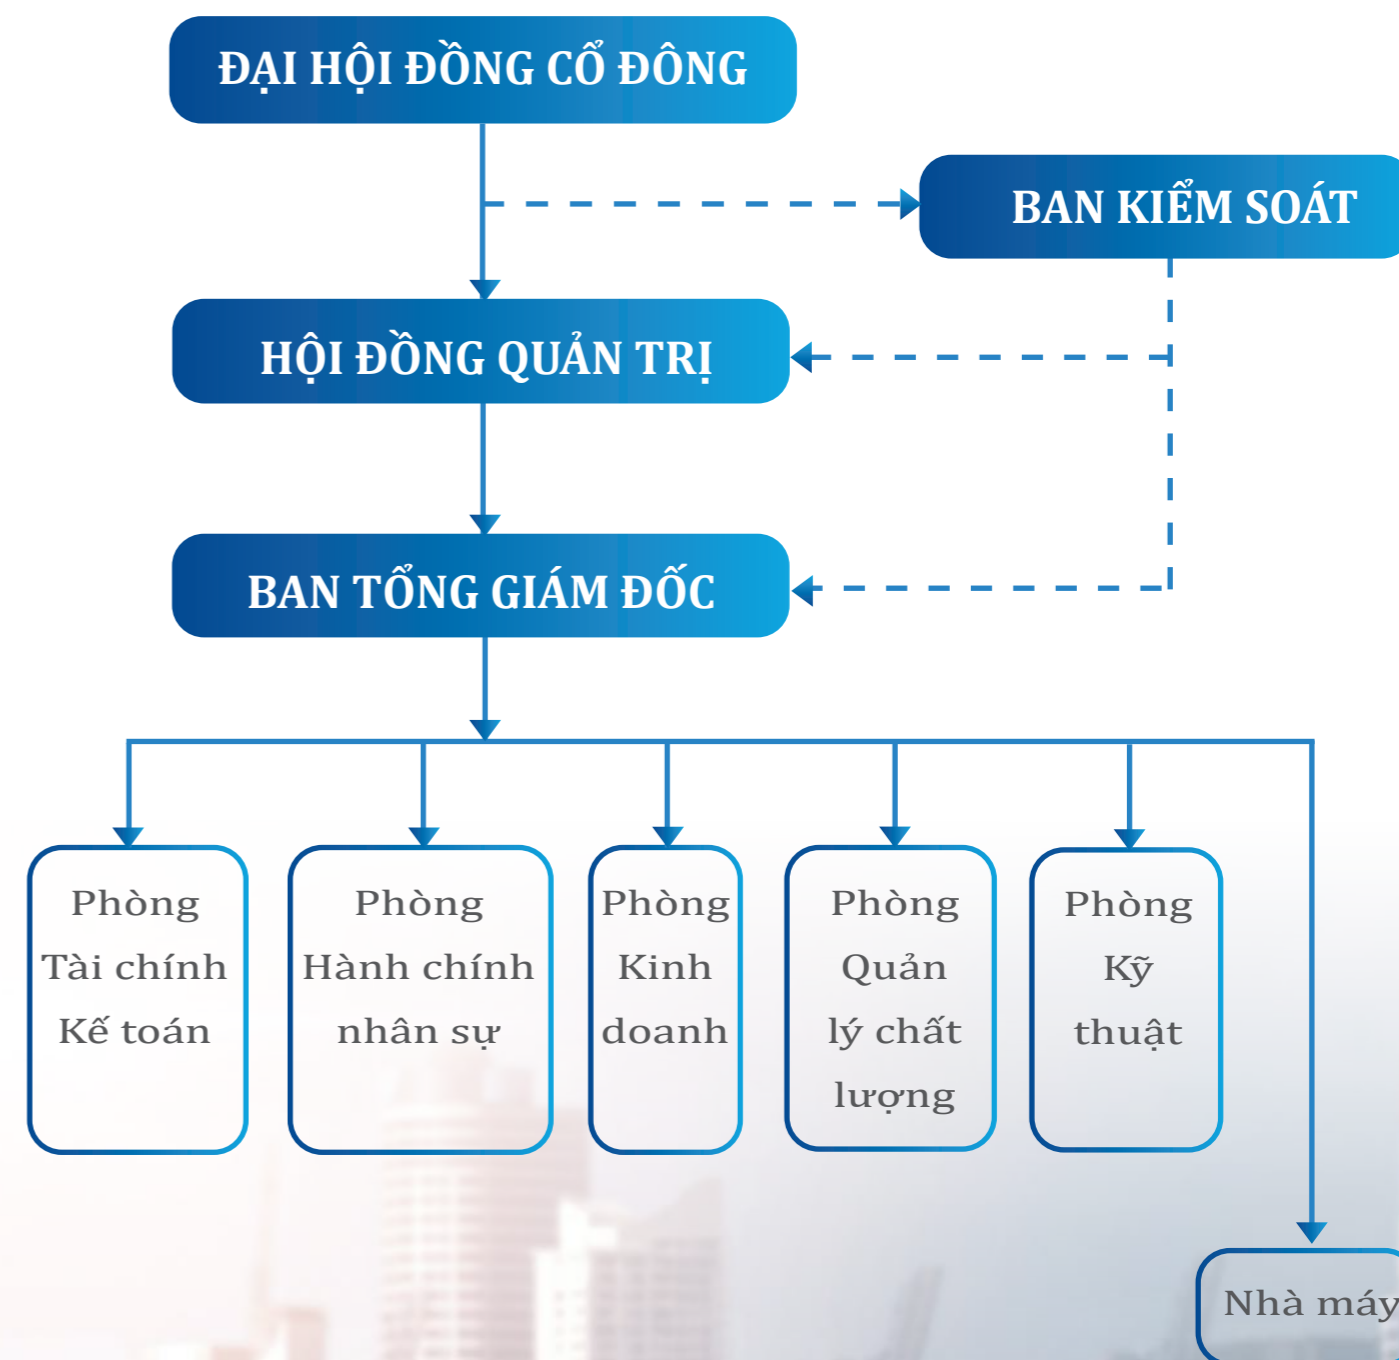 ĐẠI HỘI ĐỒNG CỔ ĐÔNG
BAN KIỂM SOÁT
HỘI ĐỒNG QUẢN TRỊ
BAN TỔNG GIÁM ĐỐC
Phòng
Tài chính
Kế toán
Phòng
Hành chính
nhân sự
Phòng
Kinh
doanh
Phòng
Quản
lý chất
lượng
Phòng
Kỹ
thuật
Nhà máy